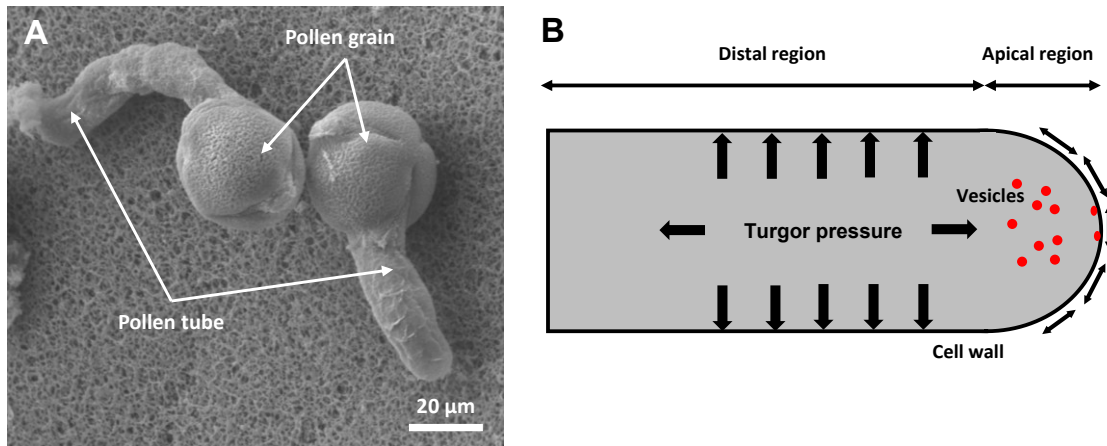 A
Pollen grain
Pollen tube
20 µm
B
Distal region
Apical region
Vesicles
Turgor pressure
Cell wall